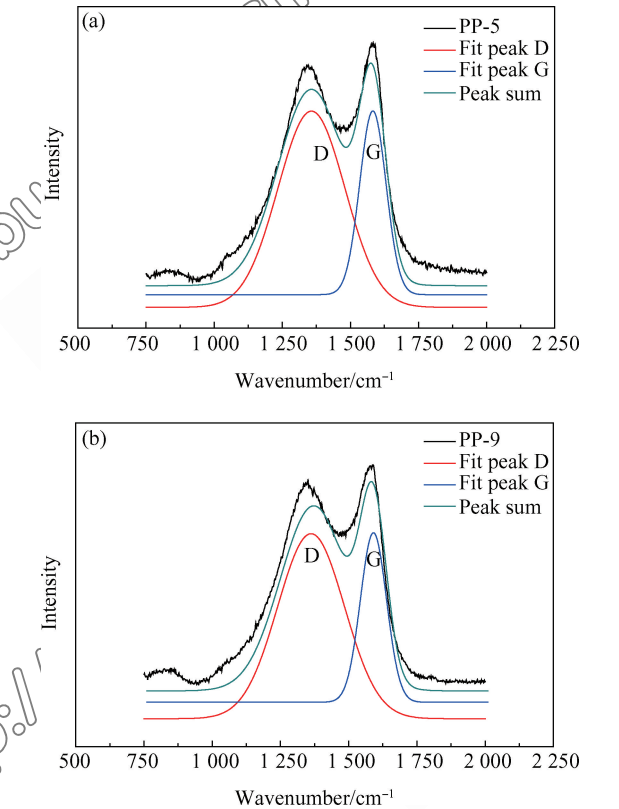 (a)
PP-5
Fit peak D
Fit peak G
Peak sum
D
G
Intensity
500 1 000 1 250 1 500 1 750 2 000 2 250
Wavenumber/cm⁻¹
(b)
PP-9
Fit peak D
Fit peak G
Peak sum
D
G
Intensity
500 750 1 000 1 250 1 500 1 750 2 000 2 250
Wavenumber/cm⁻¹